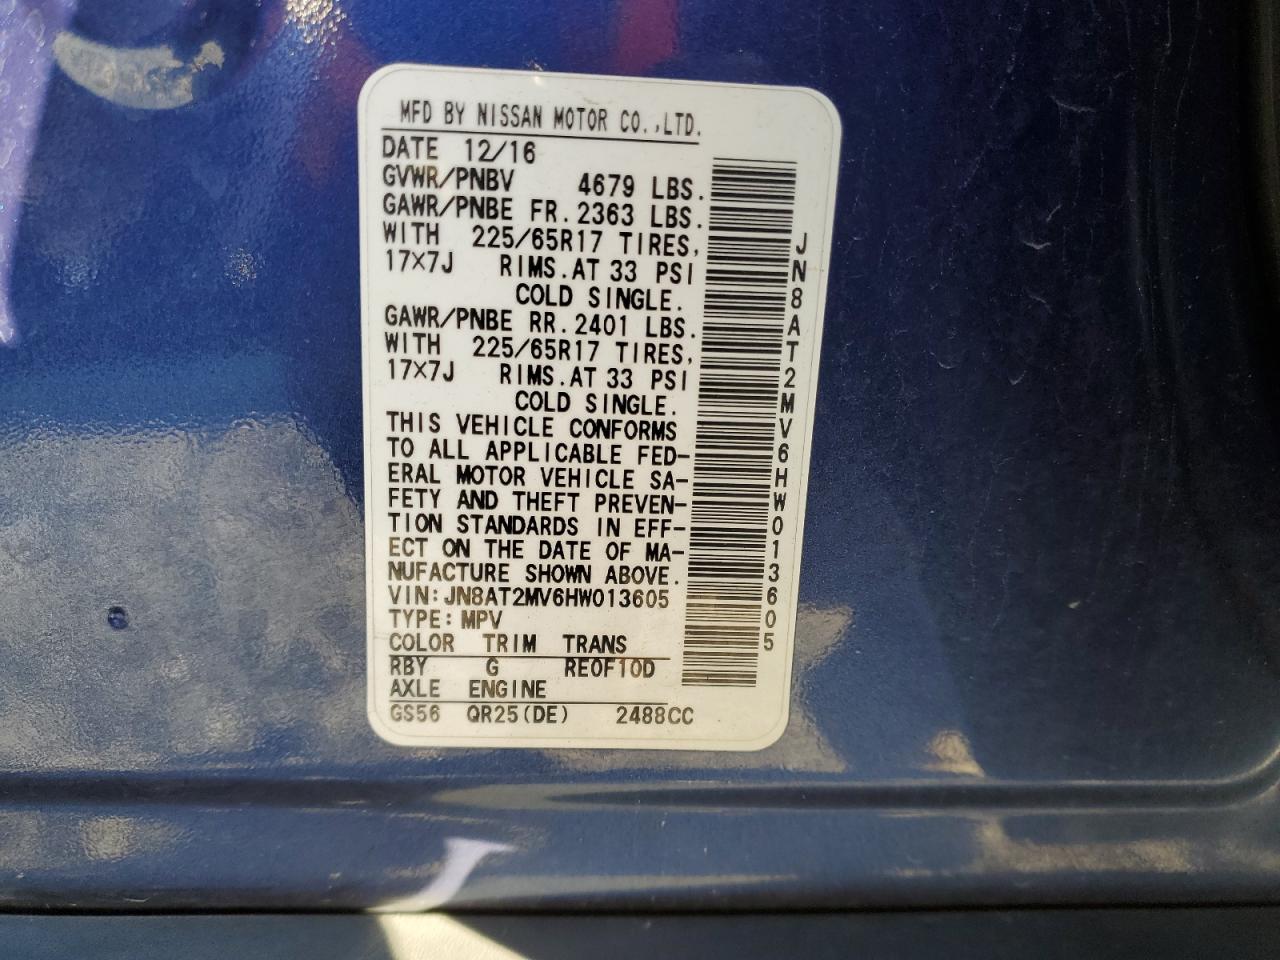 MFD BY NISSAN MOTOR CO.,LTD.
DATE 12/16
GVWR/PNBV 4679 LBS.
GAWR/PNBE FR. 2363 LBS.
WITH 225/65R17 TIRES,
17×7J RIMS. AT 33 PSI
COLD SINGLE.
GAWR/PNBE RR. 2401 LBS.
WITH 225/65R17 TIRES,
17×7J RIMS. AT 33 PSI
COLD SINGLE.
THIS VEHICLE CONFORMS
TO ALL APPLICABLE FED-
ERAL MOTOR VEHICLE SA-
FETY AND THEFT PREVEN-
TION STANDARDS IN EFF-
ECT ON THE DATE OF MA-
NUFACTURE SHOWN ABOVE.
VIN: JN8AT2MV6HW013605
TYPE: MPV
COLOR TRIM TRANS
RBY G RE0F10D
AXLE ENGINE
GS56 QR25(DE) 2488CC
JN8AT2MV6HW013605